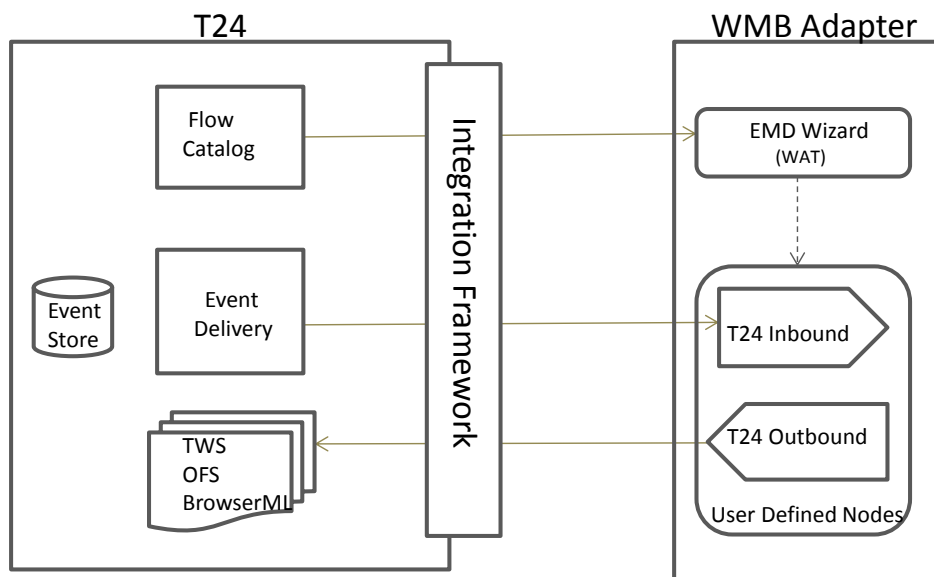 T24
WMB Adapter
Flow
Catalog
Integration Framework
EMD Wizard
(WAT)
Event
Store
Event
Delivery
T24 Inbound
TWS
OFS
BrowserML
T24 Outbound
User Defined Nodes